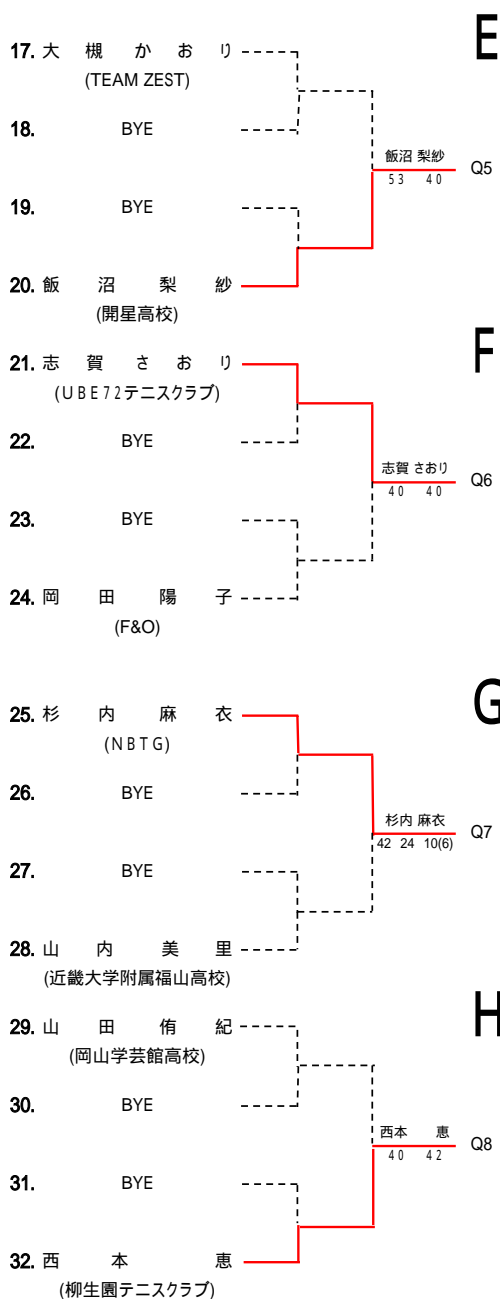 E
17. 大槻かおり
(TEAM ZEST)
18. BYE
飯沼 梨紗 Q5
53 40
19. BYE
20. 飯沼梨紗
(開星高校)
F
21. 志賀さおり
(UBE72テニスクラブ)
22. BYE
志賀 さおり Q6
40 40
23. BYE
24. 岡田陽子
(F&O)
G
25. 杉内麻衣
(NBTG)
26. BYE
杉内 麻衣 Q7
42 24 10(6)
27. BYE
28. 山内美里
(近畿大学附属福山高校)
H
29. 山田侑紀
(岡山学芸館高校)
30. BYE
西本 恵 Q8
40 42
31. BYE
32. 西本恵
(柳生園テニスクラブ)